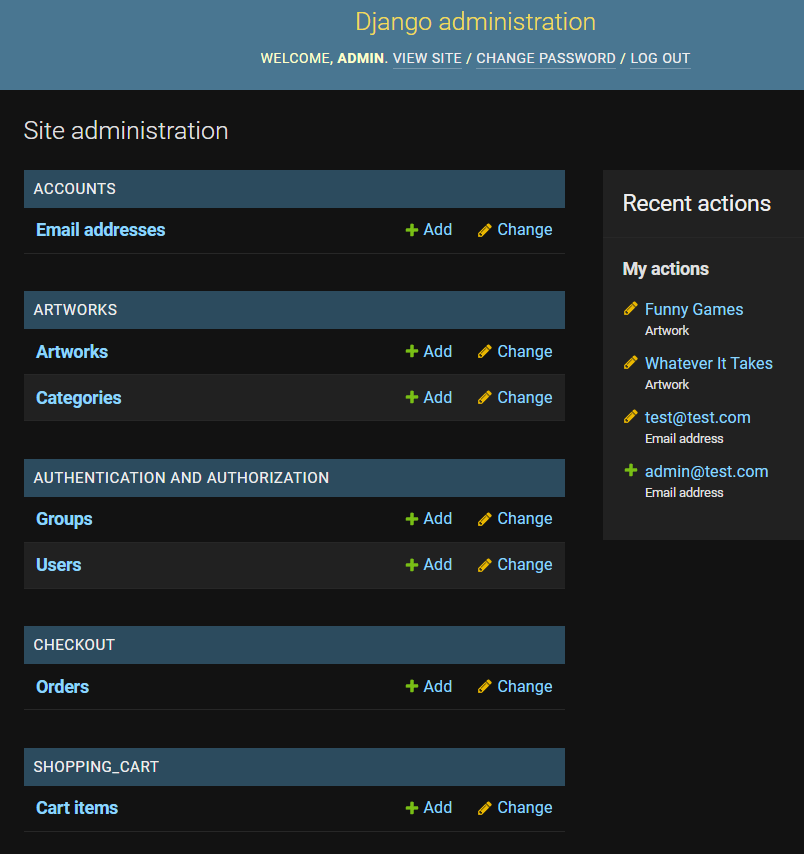 Django administration
WELCOME, ADMIN. VIEW SITE / CHANGE PASSWORD / LOG OUT
Site administration
ACCOUNTS
Email addresses Add Change
ARTWORKS
Artworks Add Change
Categories Add Change
AUTHENTICATION AND AUTHORIZATION
Groups Add Change
Users Add Change
CHECKOUT
Orders Add Change
SHOPPING_CART
Cart items Add Change
Recent actions
My actions
Funny Games
Artwork
Whatever It Takes
Artwork
test@test.com
Email address
admin@test.com
Email address